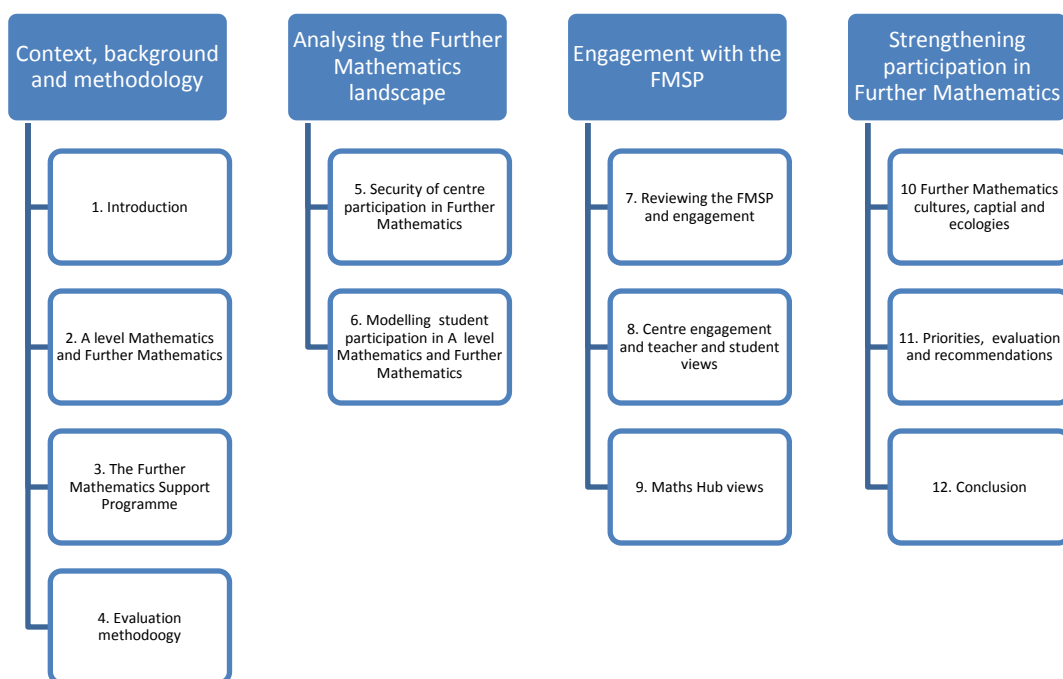 Context, background
and methodology
1. Introduction
2. A level Mathematics
and Further Mathematics
3. The Further
Mathematics Support
Programme
4. Evaluation
methodoogy
Analysing the Further
Mathematics
landscape
5. Security of centre
participation in Further
Mathematics
6. Modelling student
participation in A level
Mathematics and Further
Mathematics
Engagement with the
FMSP
7. Reviewing the FMSP
and engagement
8. Centre engagement
and teacher and student
views
9. Maths Hub views
Strengthening
participation in
Further Mathematics
10 Further Mathematics
cultures, captial and
ecologies
11. Priorities, evaluation
and recommendations
12. Conclusion